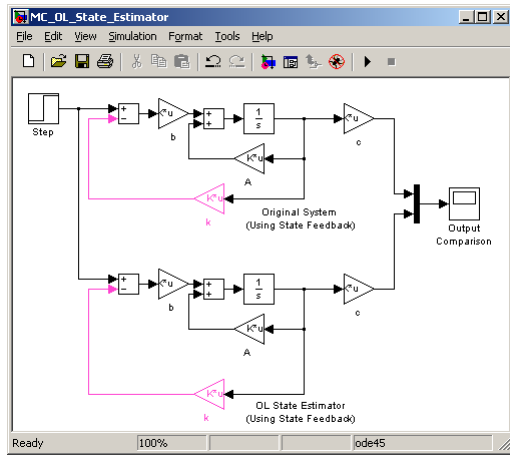 MC_OL_State_Estimator
File Edit View Simulation Format Tools Help
Step
+
−
K*u
b
+
+
1
s
K*u
c
K*u
A
K*u
k
Original System
(Using State Feedback)
Output
Comparison
+
−
K*u
b
+
+
1
s
K*u
c
K*u
A
K*u
k
OL State Estimator
(Using State Feedback)
Ready 100% ode45